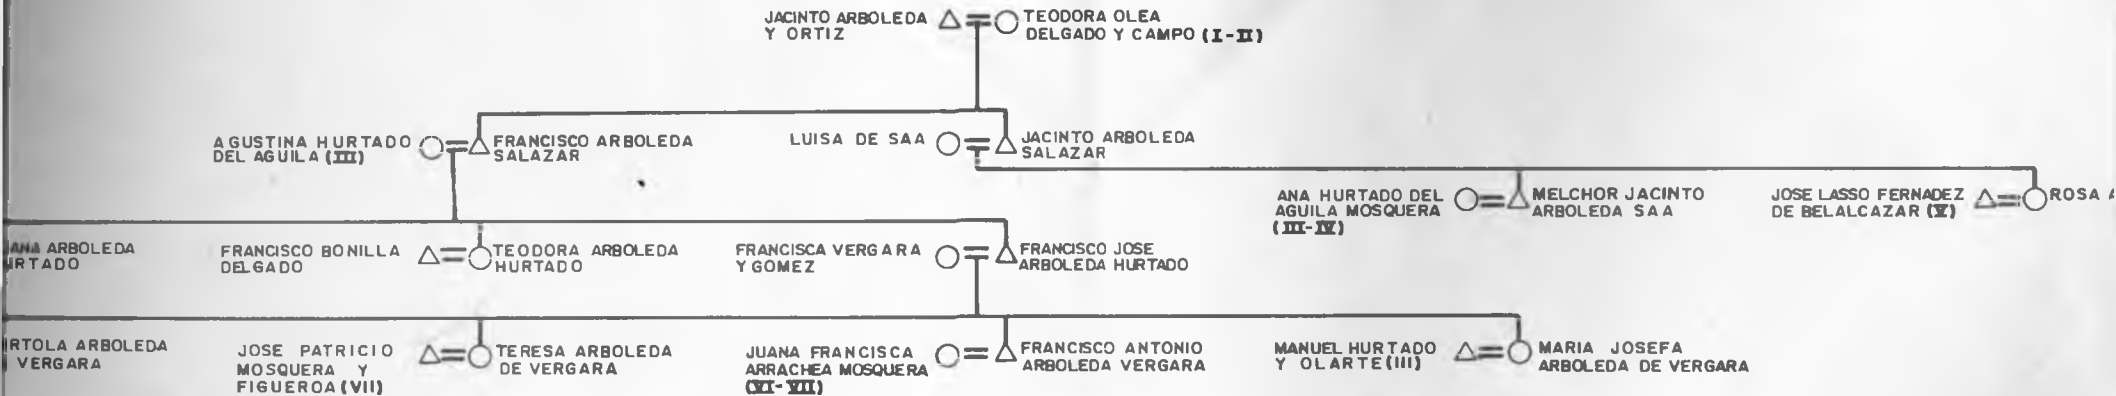 JACINTO ARBOLEDA
Y ORTIZ
TEODORA OLEA
DELGADO Y CAMPO (I-II)
AGUSTINA HURTADO
DEL AGUILA (III)
FRANCISCO ARBOLEDA
SALAZAR
LUISA DE SAA
JACINTO ARBOLEDA
SALAZAR
ANA HURTADO DEL
AGUILA MOSQUERA
(III-IV)
MELCHOR JACINTO
ARBOLEDA SAA
JOSE LASSO FERNADEZ
DE BELALCAZAR (V)
ROSA A
ARBOLEDA
FRANCISCO BONILLA
DELGADO
TEODORA ARBOLEDA
HURTADO
FRANCISCA VERGARA
Y GOMEZ
FRANCISCO JOSE
ARBOLEDA HURTADO
RTOLA ARBOLEDA
VERGARA
JOSE PATRICIO
MOSQUERA Y
FIGUEROA (VII)
TERESA ARBOLEDA
DE VERGARA
JUANA FRANCISCA
ARRACHEA MOSQUERA
(VI-VII)
FRANCISCO ANTONIO
ARBOLEDA VERGARA
MANUEL HURTADO
Y OLARTE (III)
MARIA JOSEFA
ARBOLEDA DE VERGARA